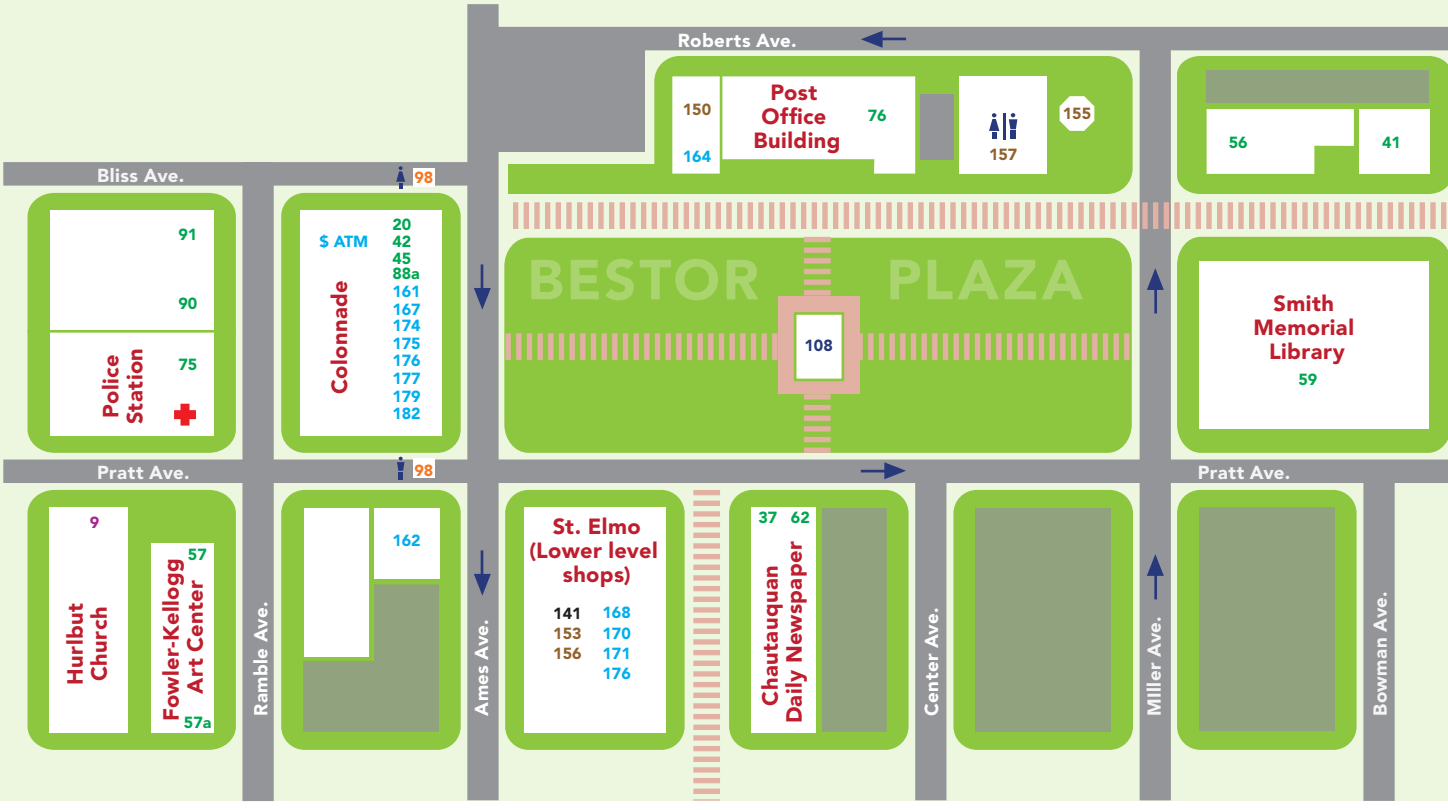 Roberts Ave.
Post
Office
Building
150
164
76
157
155
56
41
Bliss Ave.
98
91
90
Police
Station
75
$ ATM
Colonnade
20
42
45
88a
161
167
174
175
176
177
179
182
BESTOR PLAZA
108
Smith
Memorial
Library
59
Pratt Ave.
98
Pratt Ave.
9
Hurlbut
Church
57
Fowler-Kellogg
Art Center
57a
Ramble Ave.
162
Ames Ave.
St. Elmo
(Lower level
shops)
141 168
153 170
156 171
176
37 62
Chautauquan
Daily Newspaper
Center Ave.
Miller Ave.
Bowman Ave.